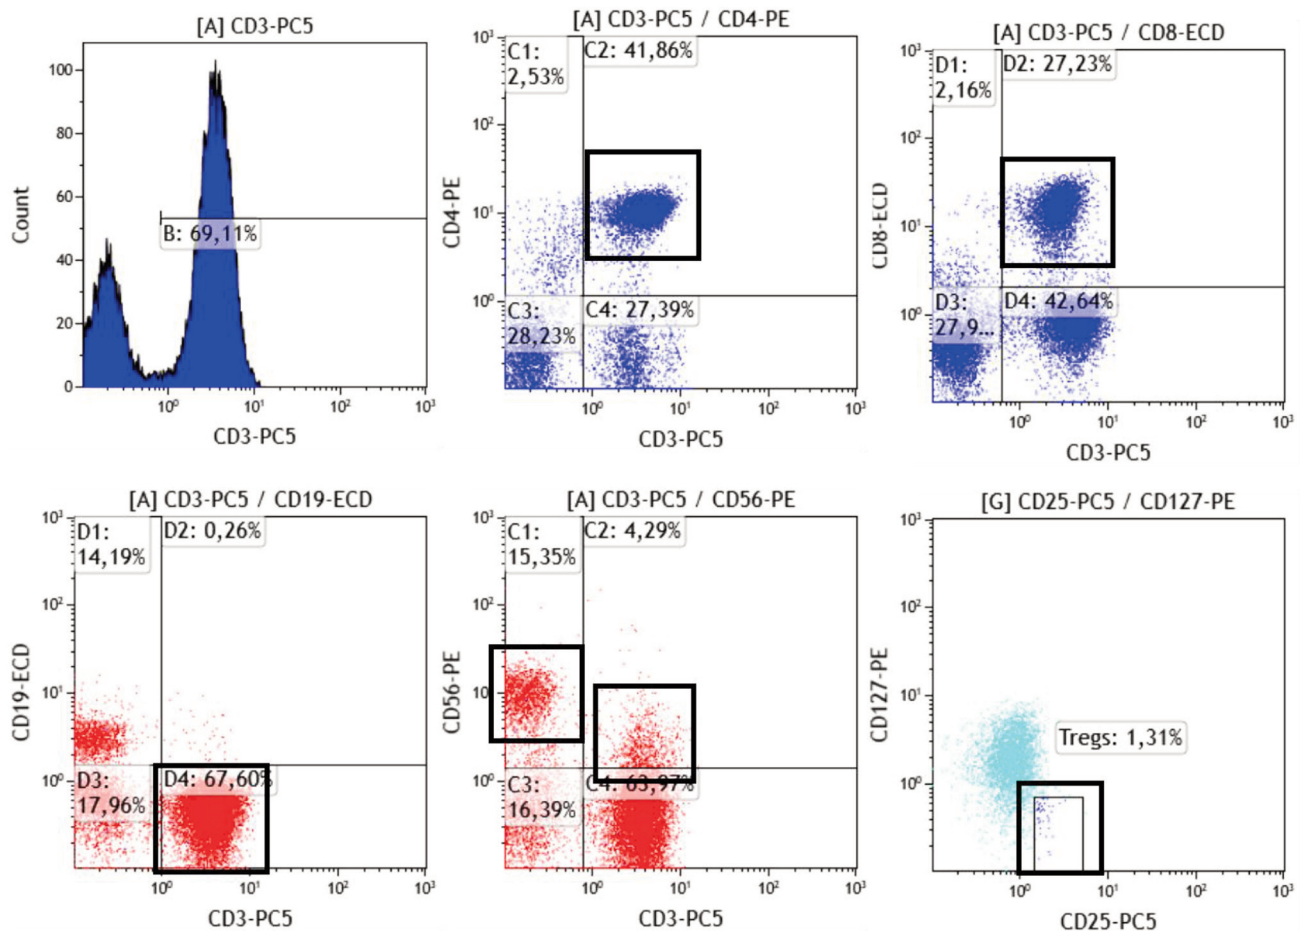 [A] CD3-PC5
Count
100
80
60
40
20
0
B: 69,11%
10⁰
10¹
10²
10³
CD3-PC5
[A] CD3-PC5 / CD4-PE
CD4-PE
10³
10²
10¹
10⁰
C1:
2,53%
C2: 41,86%
C3:
28,23%
C4: 27,39%
10⁰
10¹
10²
10³
CD3-PC5
[A] CD3-PC5 / CD8-ECD
CD8-ECD
10³
10²
10¹
10⁰
D1:
2,16%
D2: 27,23%
D3:
27,9...
D4: 42,64%
10⁰
10¹
10²
10³
CD3-PC5
[A] CD3-PC5 / CD19-ECD
CD19-ECD
10³
10²
10¹
10⁰
D1:
14,19%
D2: 0,26%
D3:
17,96%
D4: 67,60%
10⁰
10¹
10²
10³
CD3-PC5
[A] CD3-PC5 / CD56-PE
CD56-PE
10³
10²
10¹
10⁰
C1:
15,35%
C2: 4,29%
C3:
16,39%
C4: 63,97%
10⁰
10¹
10²
10³
CD3-PC5
[G] CD25-PC5 / CD127-PE
CD127-PE
10³
10²
10¹
10⁰
Tregs: 1,31%
10⁰
10¹
10²
10³
CD25-PC5